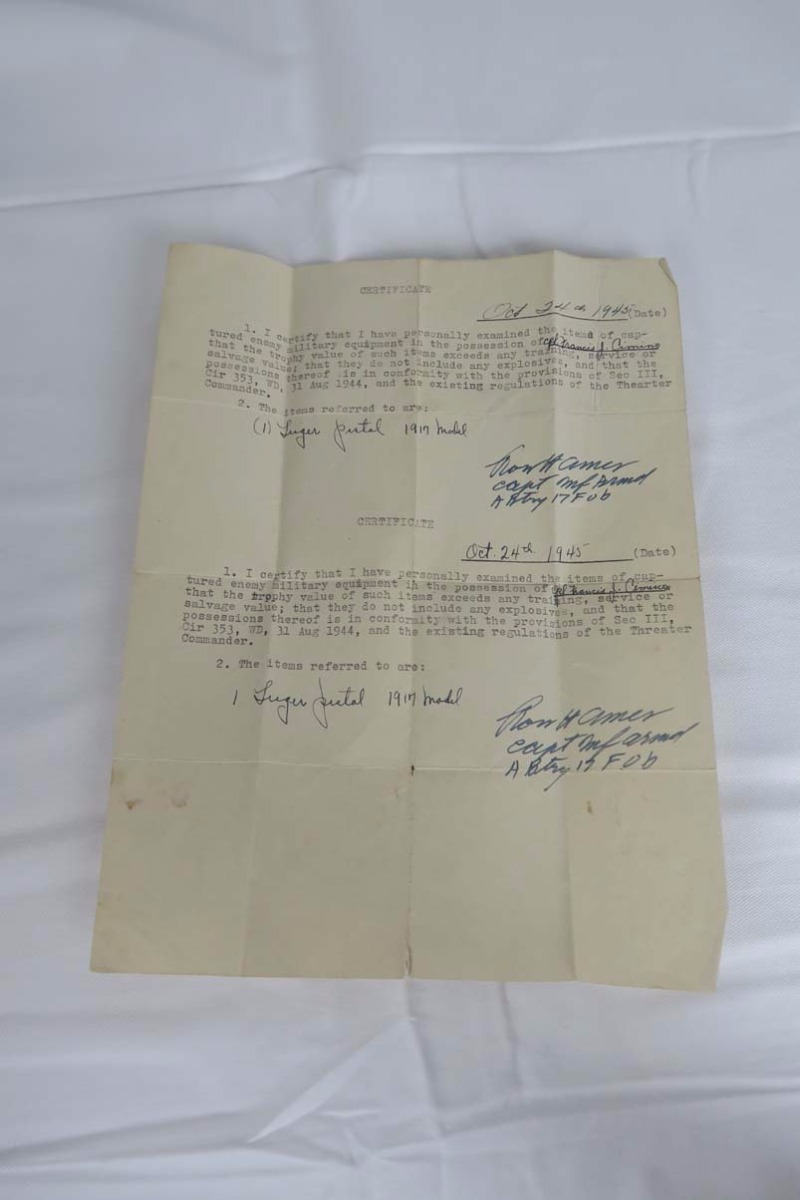 CERTIFICATE
Oct 24th 1945 (Date)
1. I certify that I have personally examined the items of cap-
tured enemy military equipment in the possession of Cpl Francis J.
that the trophy value of such items exceeds any training, service or
salvage value; that they do not include any explosives, and that the
possessions thereof is in conformity with the provisions of Sec III,
Cir 353, WD, 31 Aug 1944, and the existing regulations of the Thearter
Commander.
2. The items referred to are:
(1) Luger pistal 1917 Model
Capt Armd
A Btry 17 FOb
CERTIFICATE
Oct. 24th 1945 (Date)
1. I certify that I have personally examined the items of cap-
tured enemy military equipment in the possession of Cpl Francis J.
that the trophy value of such items exceeds any training, service or
salvage value; that they do not include any explosives, and that the
possessions thereof is in conformity with the provisions of Sec III,
Cir 353, WD, 31 Aug 1944, and the existing regulations of the Threater
Commander.
2. The items referred to are:
1 Luger pistal 1917 Model
Capt armd
A Btry 17 FOb